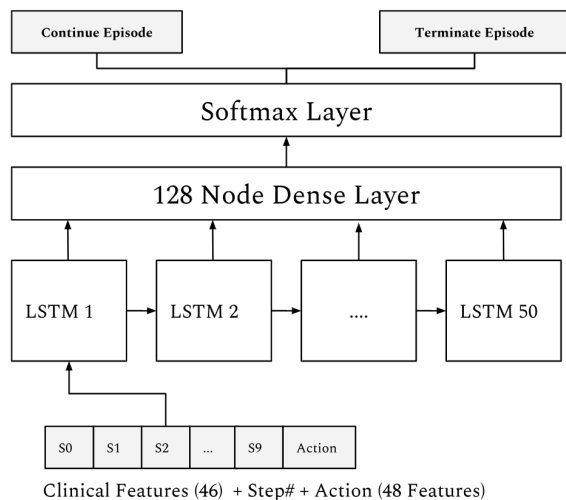 Continue Episode
Terminate Episode
Softmax Layer
128 Node Dense Layer
LSTM 1
LSTM 2
....
LSTM 50
S0
S1
S2
...
S9
Action
Clinical Features (46) + Step# + Action (48 Features)